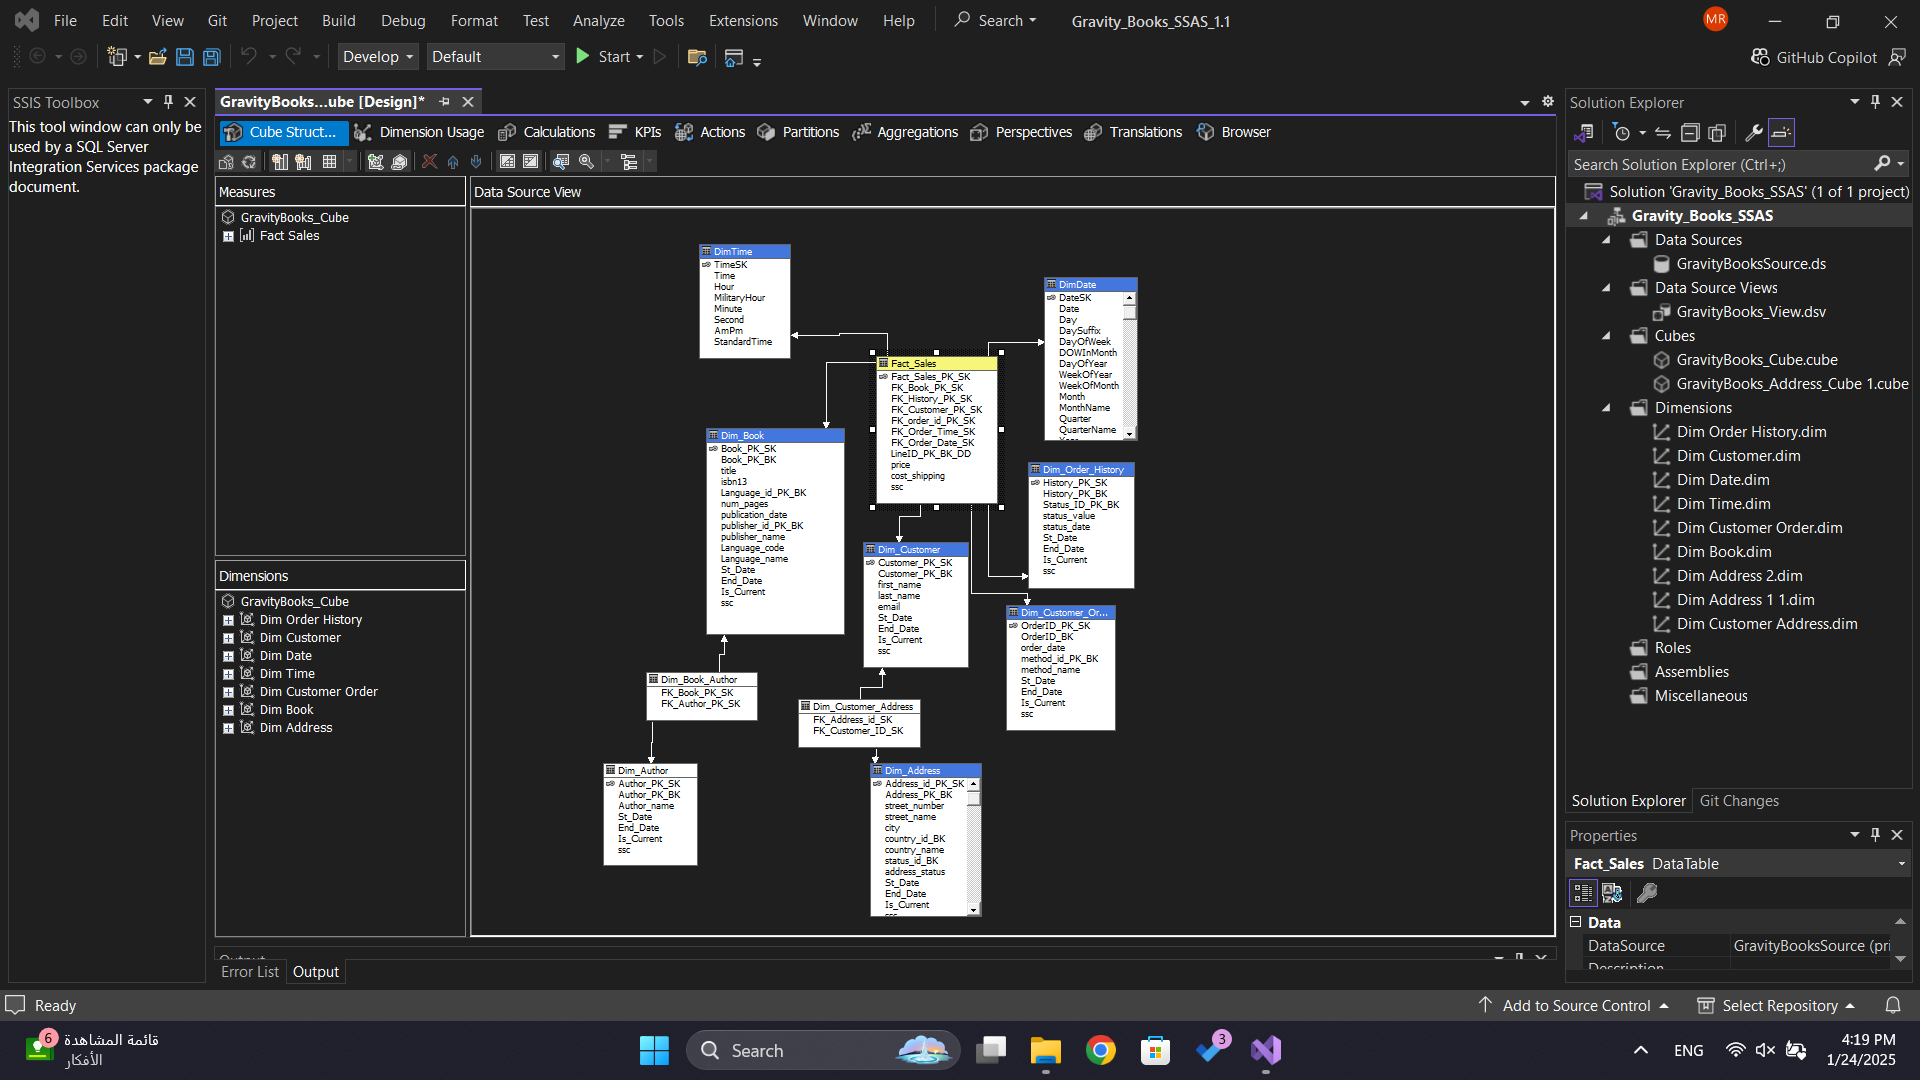 File Edit View Git Project Build Debug Format Test Analyze Tools Extensions Window Help Search Gravity_Books_SSAS_1.1 MR
Develop Default Start GitHub Copilot
SSIS Toolbox
This tool window can only be
used by a SQL Server
Integration Services package
document.
GravityBooks...ube [Design]*
Cube Struct... Dimension Usage Calculations KPIs Actions Partitions Aggregations Perspectives Translations Browser
Measures
GravityBooks_Cube
Fact Sales
Dimensions
GravityBooks_Cube
Dim Order History
Dim Customer
Dim Date
Dim Time
Dim Customer Order
Dim Book
Dim Address
Data Source View
DimTime
TimeSK
Time
Hour
MilitaryHour
Minute
Second
AmPm
StandardTime
DimDate
DateSK
Date
Day
DaySuffix
DayOfWeek
DOWInMonth
DayOfYear
WeekOfYear
WeekOfMonth
Month
MonthName
Quarter
QuarterName
Fact_Sales
Fact_Sales_PK_SK
FK_Book_PK_SK
FK_History_PK_SK
FK_Customer_PK_SK
FK_order_id_PK_SK
FK_Order_Time_SK
FK_Order_Date_SK
LineID_PK_BK_DD
price
cost_shipping
ssc
Dim_Book
Book_PK_SK
Book_PK_BK
title
isbn13
Language_id_PK_BK
num_pages
publication_date
publisher_id_PK_BK
publisher_name
Language_code
Language_name
St_Date
End_Date
Is_Current
ssc
Dim_Order_History
History_PK_SK
History_PK_BK
Status_ID_PK_BK
status_value
status_date
St_Date
End_Date
Is_Current
ssc
Dim_Customer
Customer_PK_SK
Customer_PK_BK
first_name
last_name
email
St_Date
End_Date
Is_Current
ssc
Dim_Customer_Or...
OrderID_PK_SK
OrderID_BK
order_date
method_id_PK_BK
method_name
St_Date
End_Date
Is_Current
ssc
Dim_Book_Author
FK_Book_PK_SK
FK_Author_PK_SK
Dim_Customer_Address
FK_Address_id_SK
FK_Customer_ID_SK
Dim_Author
Author_PK_SK
Author_PK_BK
Author_name
St_Date
End_Date
Is_Current
ssc
Dim_Address
Address_id_PK_SK
Address_PK_BK
street_number
street_name
city
country_id_BK
country_name
status_id_BK
address_status
St_Date
End_Date
Is_Current
Output
Error List Output
Solution Explorer
Search Solution Explorer (Ctrl+;)
Solution 'Gravity_Books_SSAS' (1 of 1 project)
Gravity_Books_SSAS
Data Sources
GravityBooksSource.ds
Data Source Views
GravityBooks_View.dsv
Cubes
GravityBooks_Cube.cube
GravityBooks_Address_Cube 1.cube
Dimensions
Dim Order History.dim
Dim Customer.dim
Dim Date.dim
Dim Time.dim
Dim Customer Order.dim
Dim Book.dim
Dim Address 2.dim
Dim Address 1 1.dim
Dim Customer Address.dim
Roles
Assemblies
Miscellaneous
Solution Explorer Git Changes
Properties
Fact_Sales DataTable
Data
DataSource GravityBooksSource (pri
Description
Ready Add to Source Control Select Repository
6 قائمة المشاهدة
الأفكار
Search 3 ENG 4:19 PM
1/24/2025